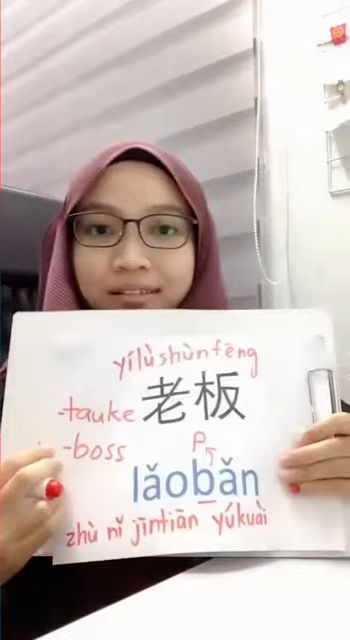 yílùshùnfēng
-tauke 老板
-boss P
lǎobǎn
zhù nǐ jīntiān yúkuài